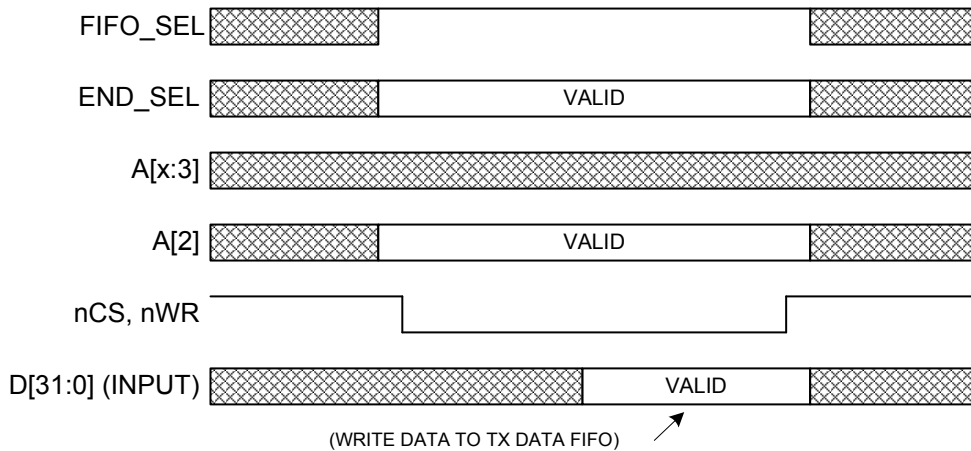 FIFO_SEL
END_SEL
VALID
A[x:3]
A[2]
VALID
nCS, nWR
D[31:0] (INPUT)
VALID
(WRITE DATA TO TX DATA FIFO)